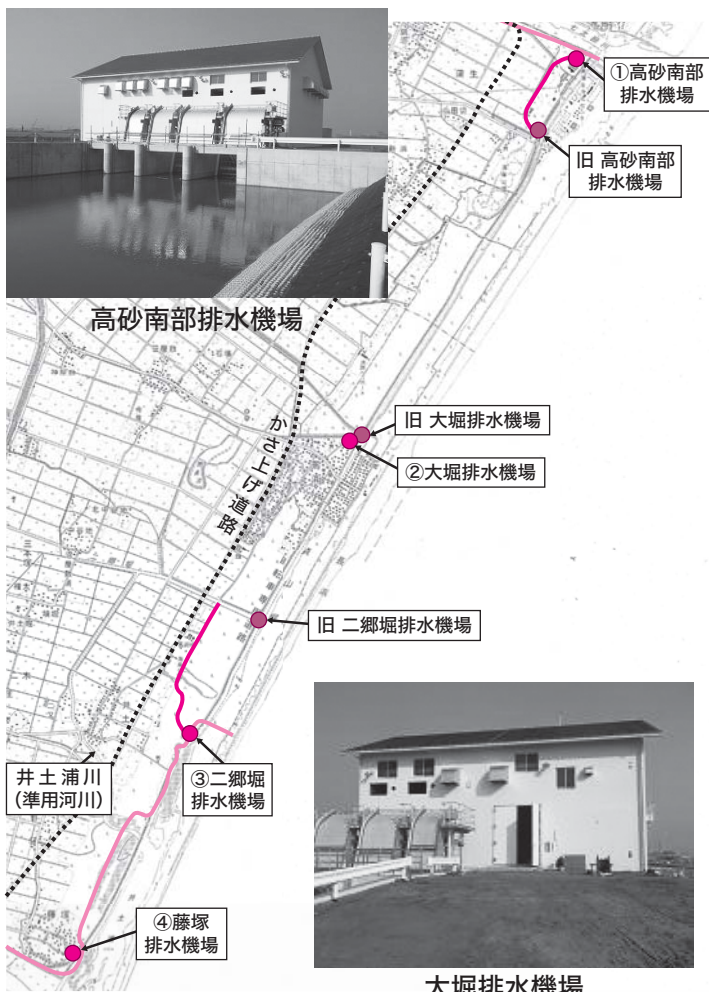 ①高砂南部
排水機場
蒲生
旧 高砂南部
排水機場
高砂南部排水機場
かさ上げ道路
旧 大堀排水機場
②大堀排水機場
旧 二郷堀排水機場
井土浦川
(準用河川)
③二郷堀
排水機場
藤塚
④藤塚
排水機場
大堀排水機場